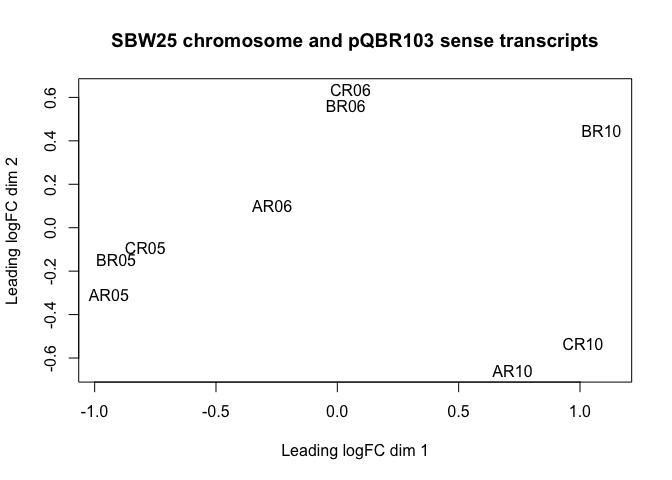 SBW25 chromosome and pQBR103 sense transcripts
Leading logFC dim 2
0.6
0.4
0.2
0.0
-0.2
-0.4
-0.6
CR06
BR06
BR10
AR06
CR05
BR05
AR05
CR10
AR10
-1.0 -0.5 0.0 0.5 1.0
Leading logFC dim 1